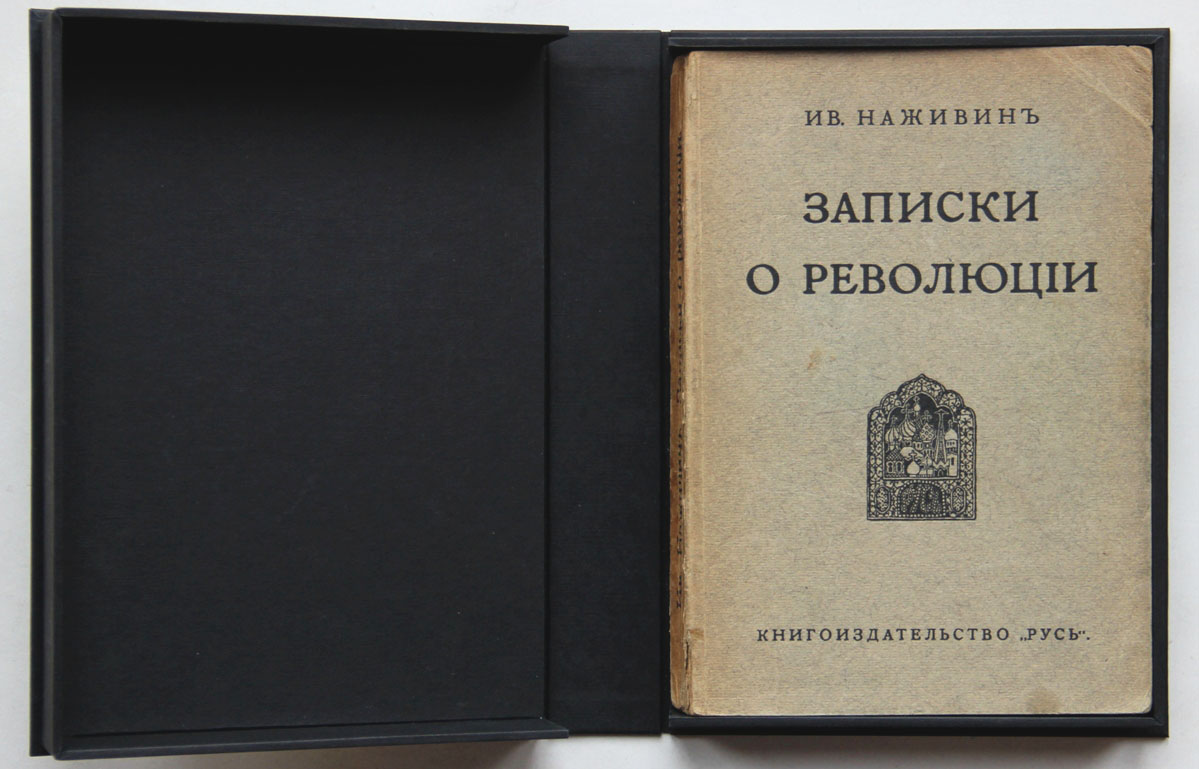 ИВ. НАЖИВИНЪ
ЗАПИСКИ
О РЕВОЛЮЦІИ
КНИГОИЗДАТЕЛЬСТВО „РУСЬ“.